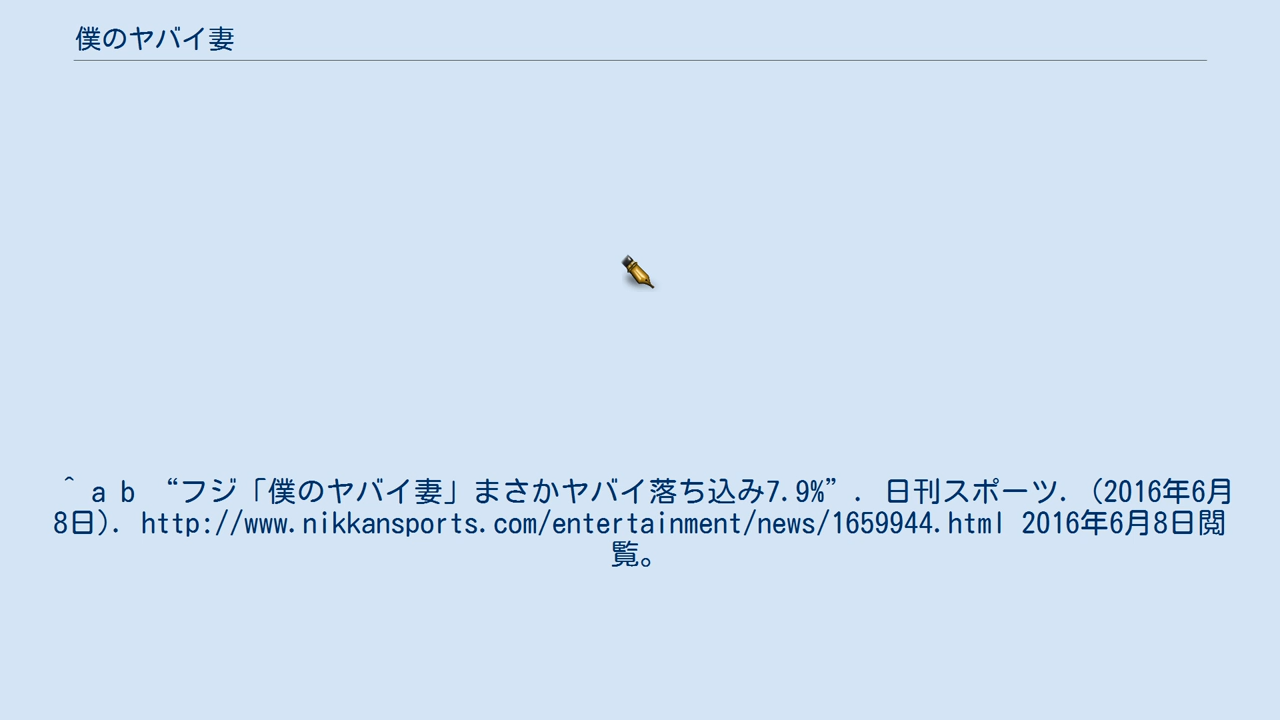 僕のヤバイ妻
^ a b “フジ「僕のヤバイ妻」まさかヤバイ落ち込み7.9%”. 日刊スポーツ. (2016年6月
8日). http://www.nikkansports.com/entertainment/news/1659944.html 2016年6月8日閲
覧。